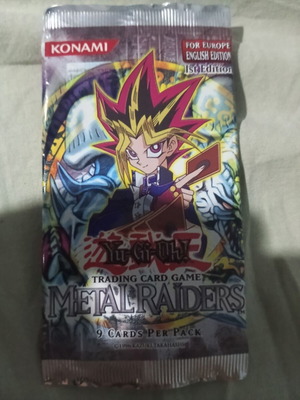 KONAMI
FOR EUROPE
ENGLISH EDITION
1st Edition
Yu-Gi-Oh!
TRADING CARD GAME
METAL RAIDERS
9 CARDS PER PACK